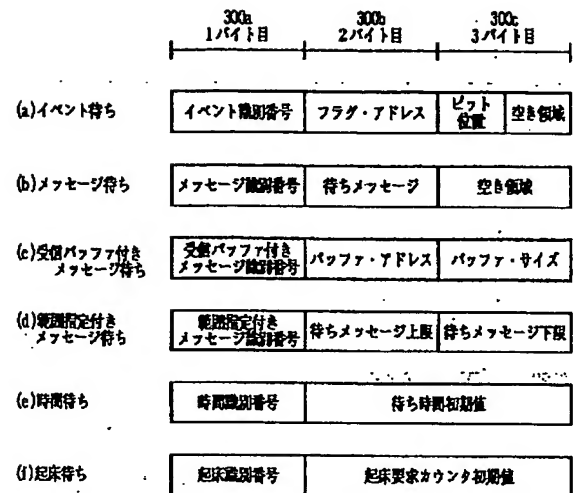 300a 300b 300c
1バイト目 2バイト目 3バイト目
(a)イベント待ち イベント識別番号 フラグ・アドレス ビット位置 空き領域
(b)メッセージ待ち メッセージ識別番号 待ちメッセージ 空き領域
(c)受信バッファ付き
メッセージ待ち
受信バッファ付き
メッセージ識別番号
バッファ・アドレス バッファ・サイズ
(d)範囲指定付き
メッセージ待ち
範囲指定付き
メッセージ識別番号
待ちメッセージ上限 待ちメッセージ下限
(e)時間待ち 時間識別番号 待ち時間初期値
(f)起床待ち 起床識別番号 起床要求カウンタ初期値